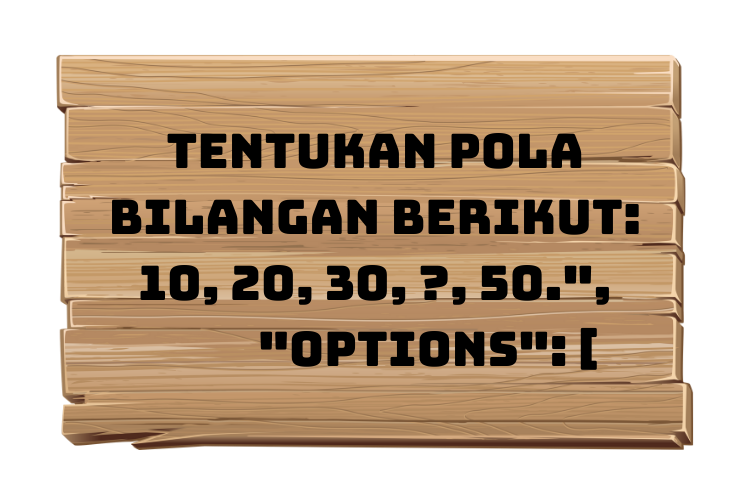 TENTUKAN POLA
BILANGAN BERIKUT:
10, 20, 30, ?, 50.",
"OPTIONS": [